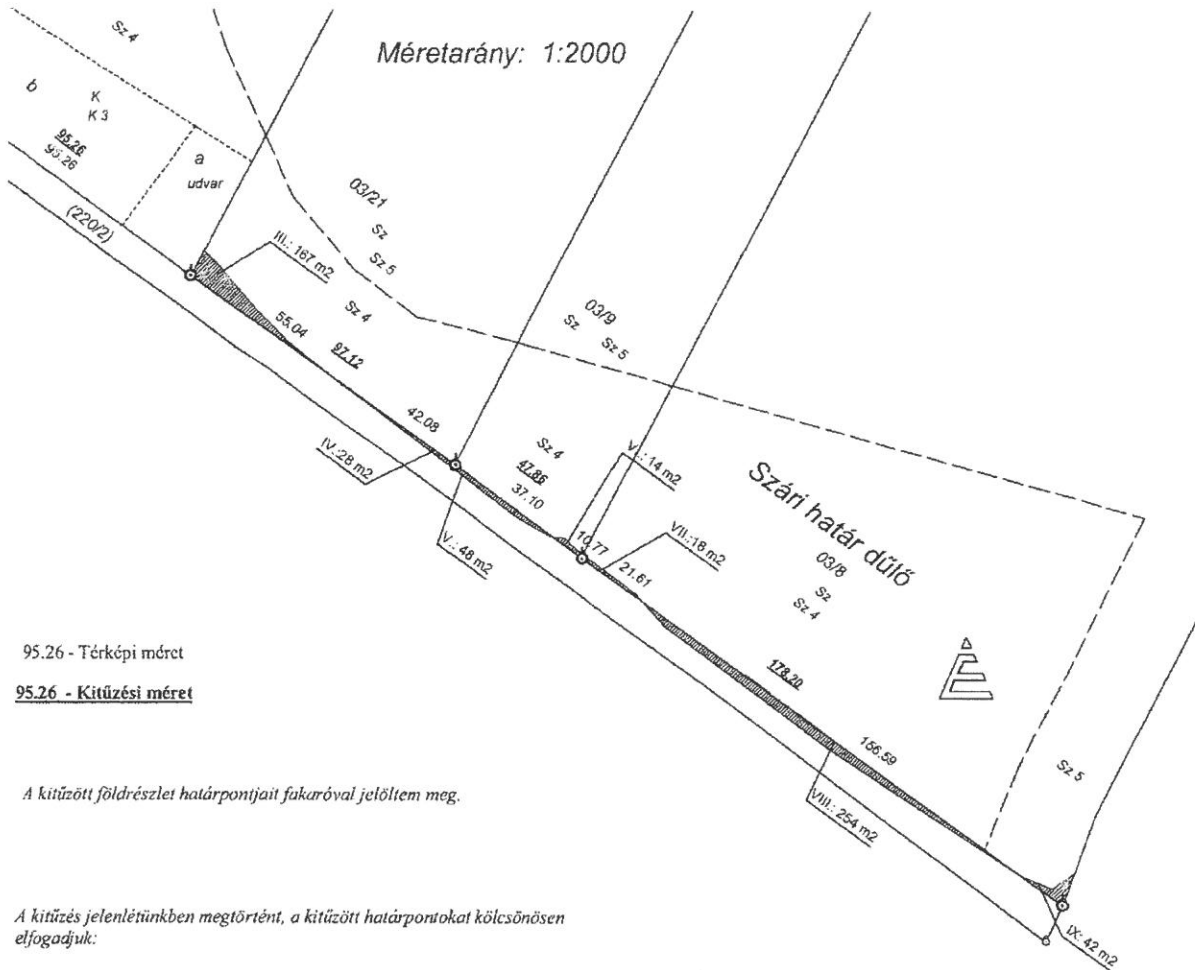 Méretarány: 1:2000
Sz 4
b
K
K 3
95.26
95.26
a
udvar
(220/2)
03/21
Sz
Sz 5
III.: 167 m2
Sz 4
55.04
97.12
03/9
Sz
Sz 5
42.08
IV.:28 m2
Sz 4
47.86
37.10
V.: 48 m2
10.77
VII.:18 m2
21.61
Szári határ dűlő
03/8
Sz
Sz 4
178.20
156.59
Sz 5
VIII.: 254 m2
IX: 42 m2
É
95.26 - Térképi méret
95.26 - Kitűzési méret
A kitűzött földrészlet határpontjait fakaróval jelöltem meg.
A kitűzés jelenlétünkben megtörtént, a kitűzött határpontokat kölcsönösen
elfogadjuk: